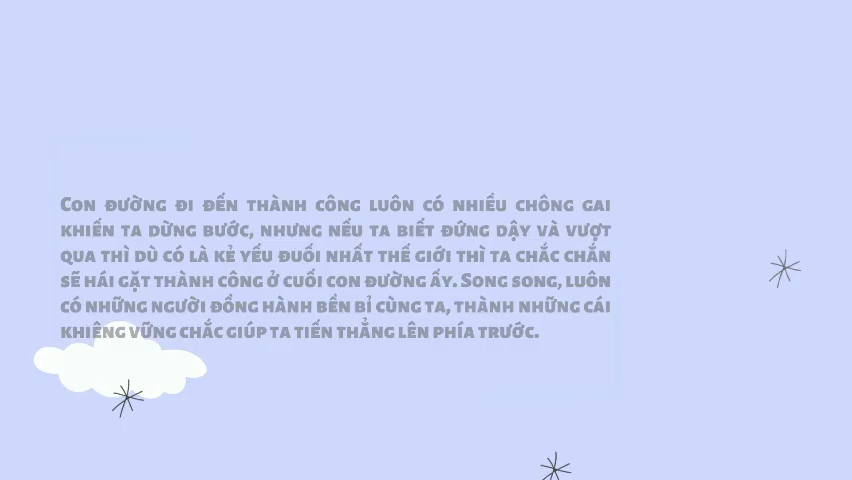 Con đường đi đến thành công luôn có nhiều chông gai
khiến ta dừng bước, nhưng nếu ta biết đứng dậy và vượt
qua thì dù có là kẻ yếu đuối nhất thế giới thì ta chắc chắn
sẽ hái gặt thành công ở cuối con đường ấy. Song song, luôn
có những người đồng hành bền bỉ cùng ta, thành những cái
khiêng vững chắc giúp ta tiến thẳng lên phía trước.